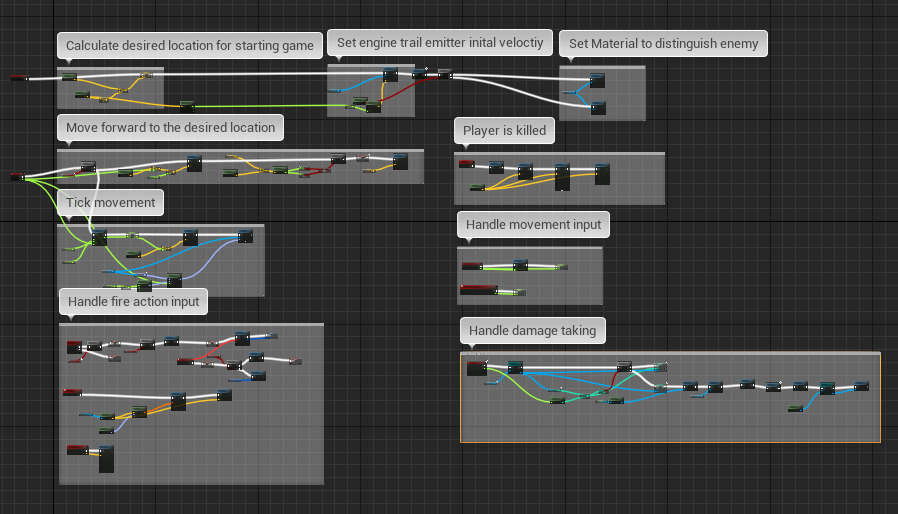 Calculate desired location for starting game
Set engine trail emitter inital veloctiy
Set Material to distinguish enemy
Move forward to the desired location
Player is killed
Tick movement
Handle movement input
Handle fire action input
Handle damage taking